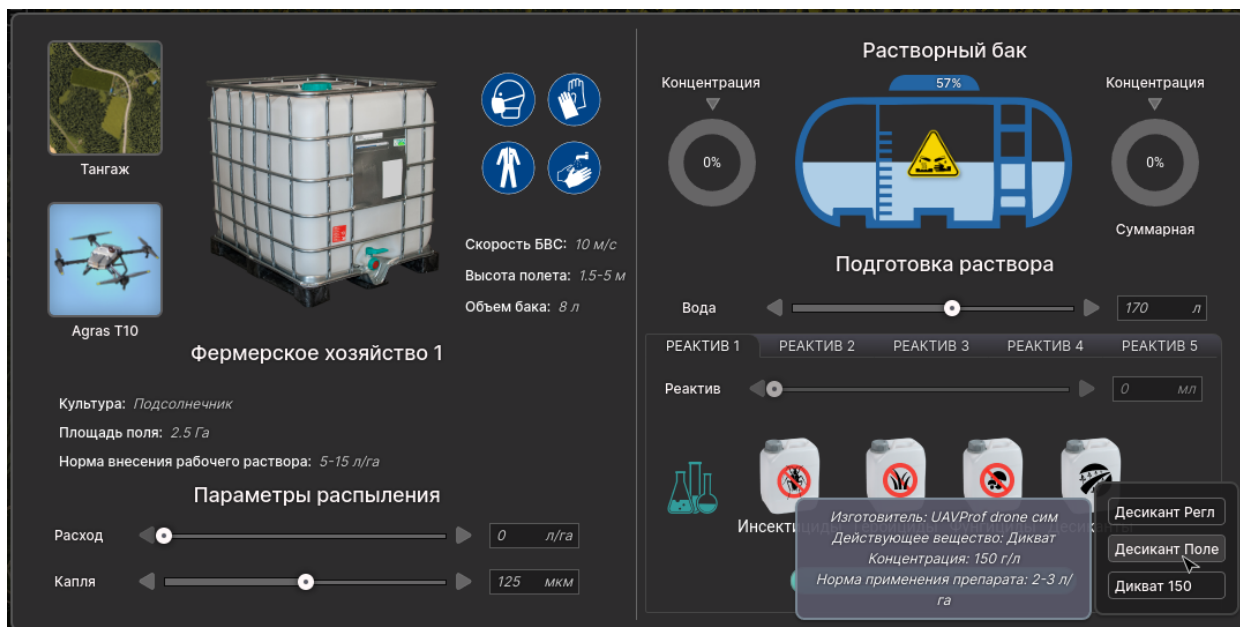 Тангаж
Agras T10
Скорость БВС: 10 м/с
Высота полета: 1.5-5 м
Объем бака: 8 л
Фермерское хозяйство 1
Культура: Подсолнечник
Площадь поля: 2.5 Га
Норма внесения рабочего раствора: 5-15 л/га
Параметры распыления
Расход 0 л/га
Капля 125 мкм
Растворный бак
Концентрация 57% Концентрация
0% 0%
Суммарная
Подготовка раствора
Вода 170 л
РЕАКТИВ 1 РЕАКТИВ 2 РЕАКТИВ 3 РЕАКТИВ 4 РЕАКТИВ 5
Реактив 0 мл
Изготовитель: UAVProf drone сим
Действующее вещество: Дикват
Концентрация: 150 г/л
Норма применения препарата: 2-3 л/
га
Десикант Регл
Десикант Поле
Дикват 150